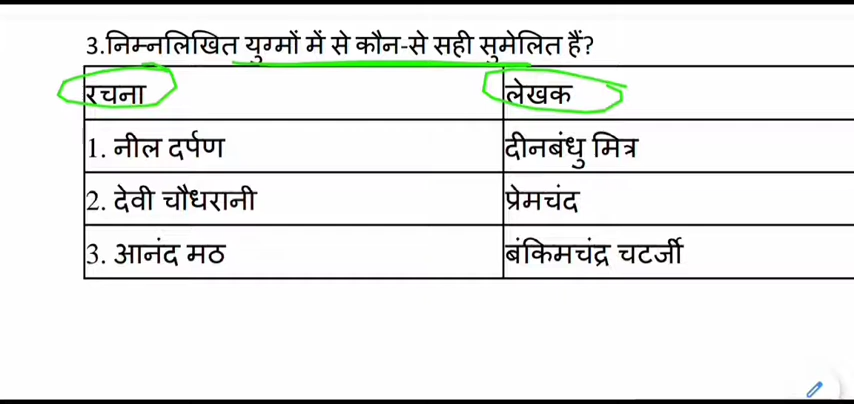 3.निम्नलिखित युग्मों में से कौन-से सही सुमेलित हैं?
रचना लेखक
1. नील दर्पण दीनबंधु मित्र
2. देवी चौधरानी प्रेमचंद
3. आनंद मठ बंकिमचंद्र चटर्जी